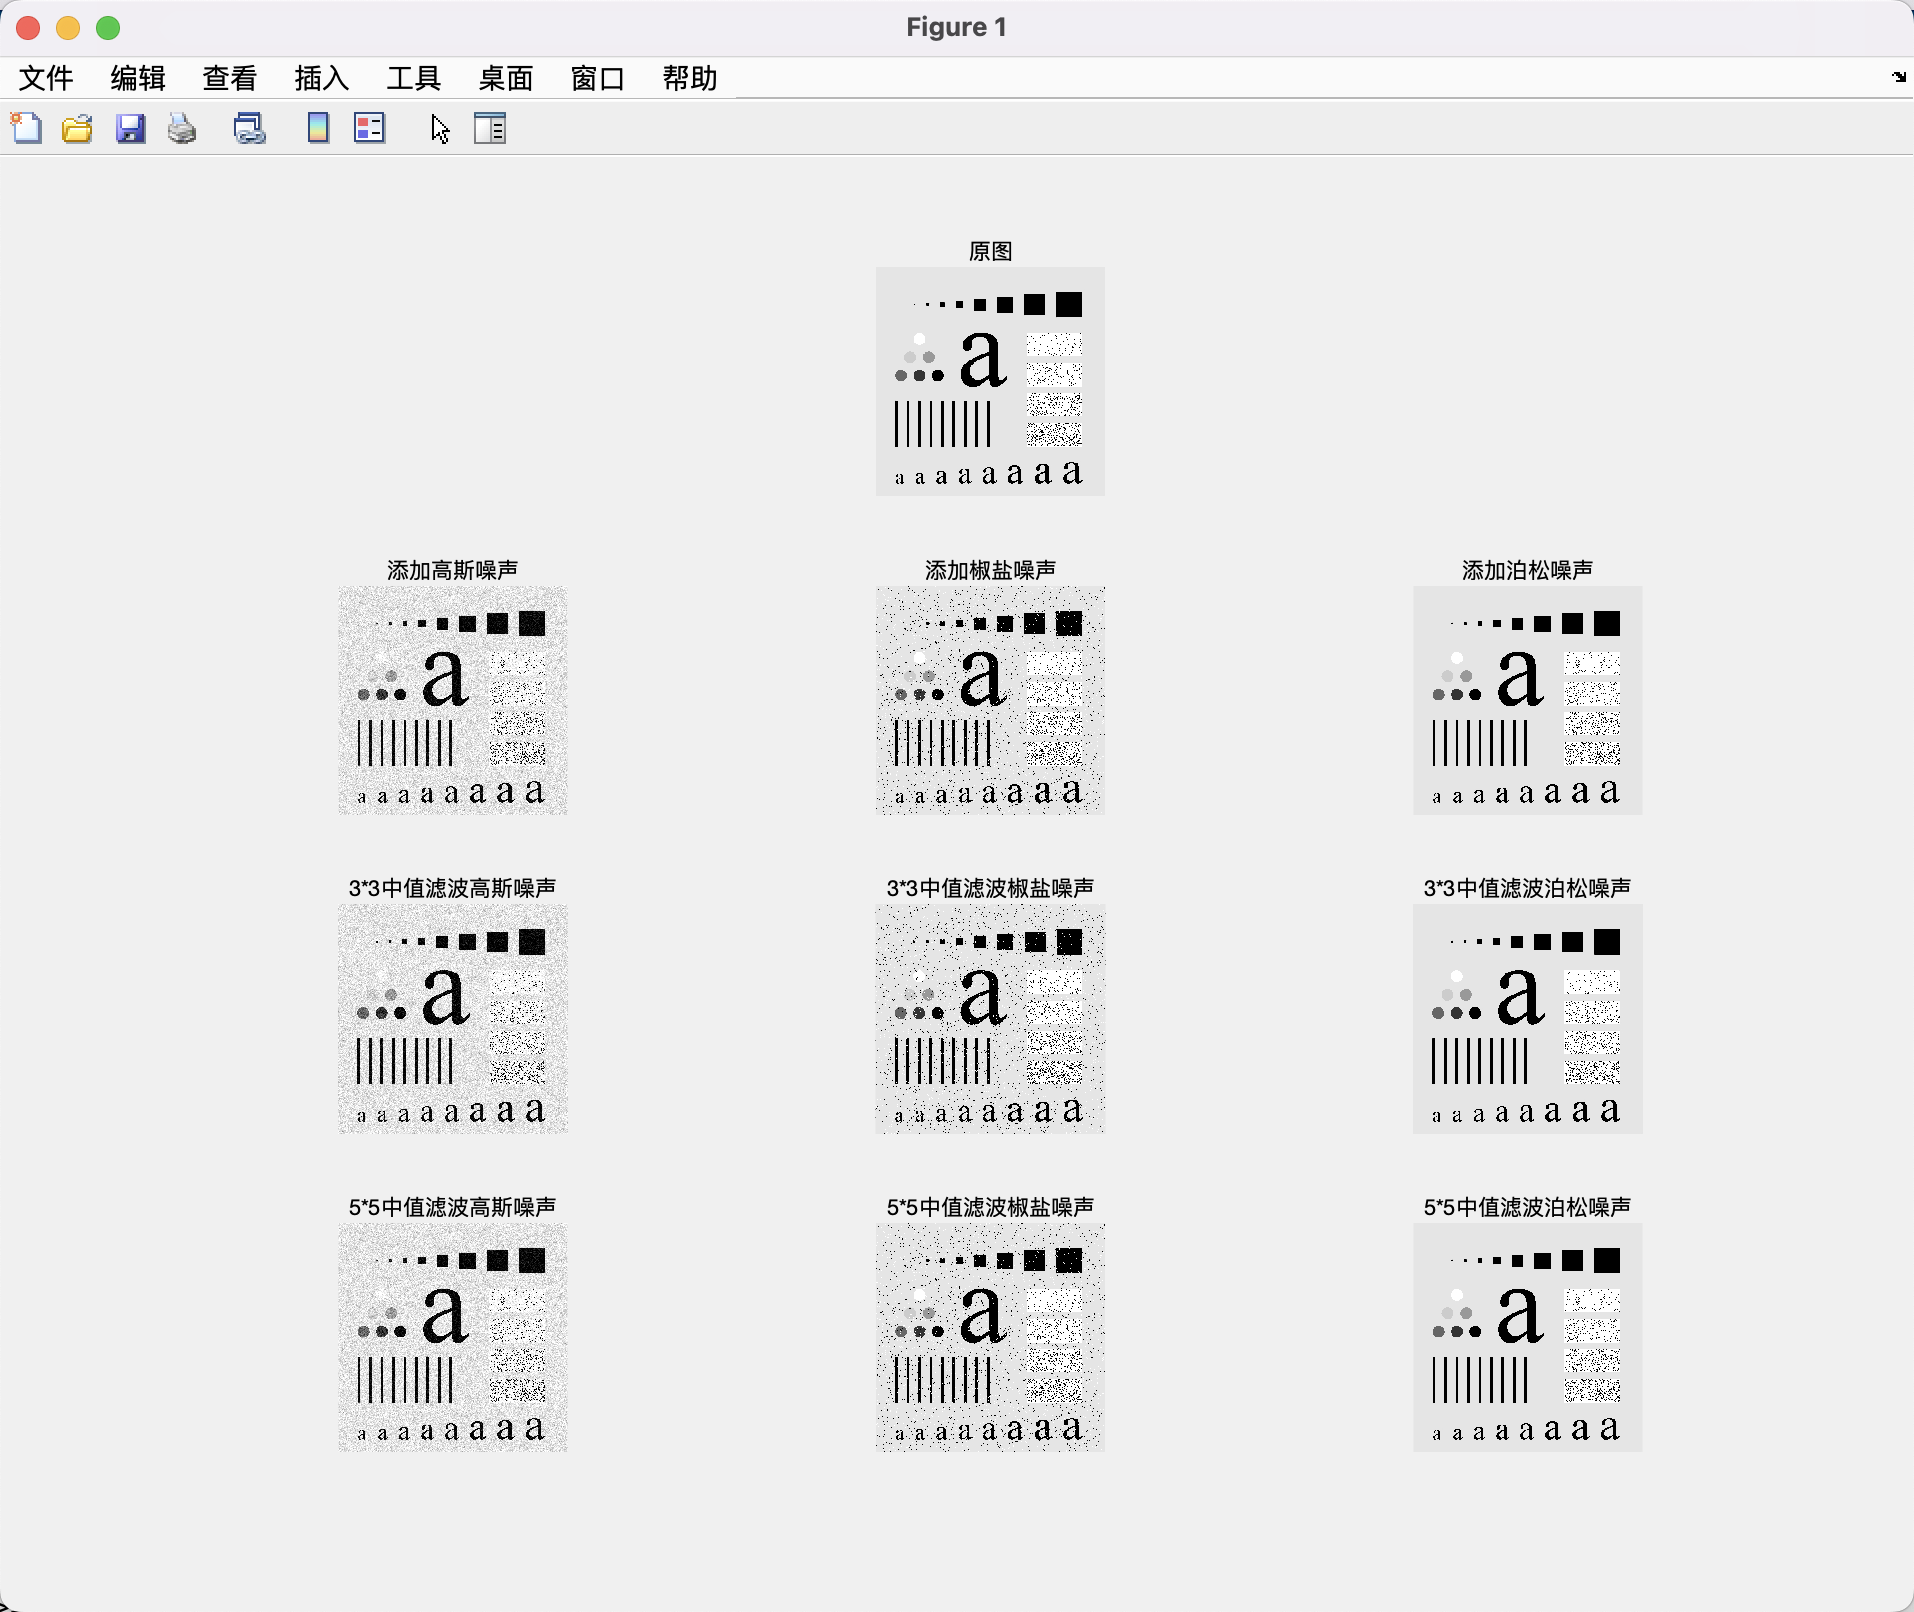 Figure 1
文件 编辑 查看 插入 工具 桌面 窗口 帮助
原图
a
a a a a a a a a
添加高斯噪声 添加椒盐噪声 添加泊松噪声
a a a
a a a a a a a a a a a a a a a a a a a a a a a a
3*3中值滤波高斯噪声 3*3中值滤波椒盐噪声 3*3中值滤波泊松噪声
a a a
a a a a a a a a a a a a a a a a a a a a a a a a
5*5中值滤波高斯噪声 5*5中值滤波椒盐噪声 5*5中值滤波泊松噪声
a a a
a a a a a a a a a a a a a a a a a a a a a a a a